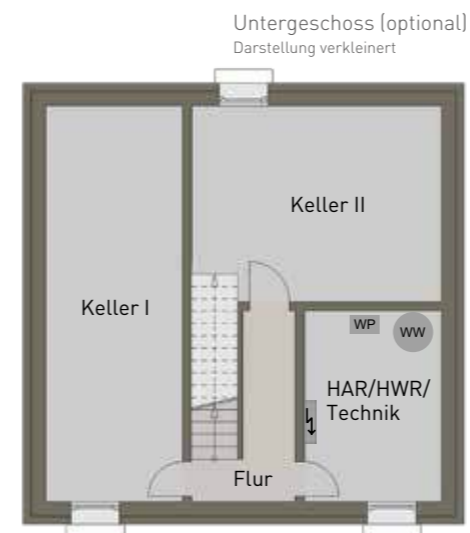 Untergeschoss (optional)
Darstellung verkleinert
Keller II
Keller I
WP
WW
HAR/HWR/
Technik
Flur